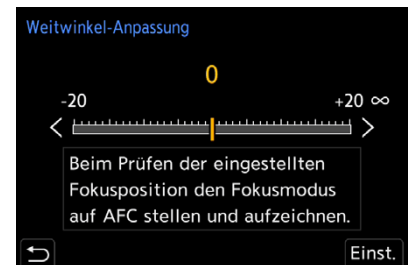 Weitwinkel-Anpassung
0
-20 +20 ∞
Beim Prüfen der eingestellten
Fokusposition den Fokusmodus
auf AFC stellen und aufzeichnen.
Einst.